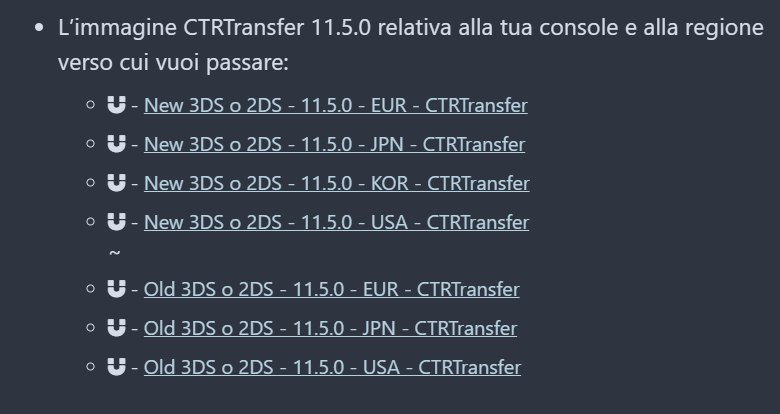 L'immagine CTRTransfer 11.5.0 relativa alla tua console e alla regione
verso cui vuoi passare:
- New 3DS o 2DS - 11.5.0 - EUR - CTRTransfer
- New 3DS o 2DS - 11.5.0 - JPN - CTRTransfer
- New 3DS o 2DS - 11.5.0 - KOR - CTRTransfer
- New 3DS o 2DS - 11.5.0 - USA - CTRTransfer
~
- Old 3DS o 2DS - 11.5.0 - EUR - CTRTransfer
- Old 3DS o 2DS - 11.5.0 - JPN - CTRTransfer
- Old 3DS o 2DS - 11.5.0 - USA - CTRTransfer